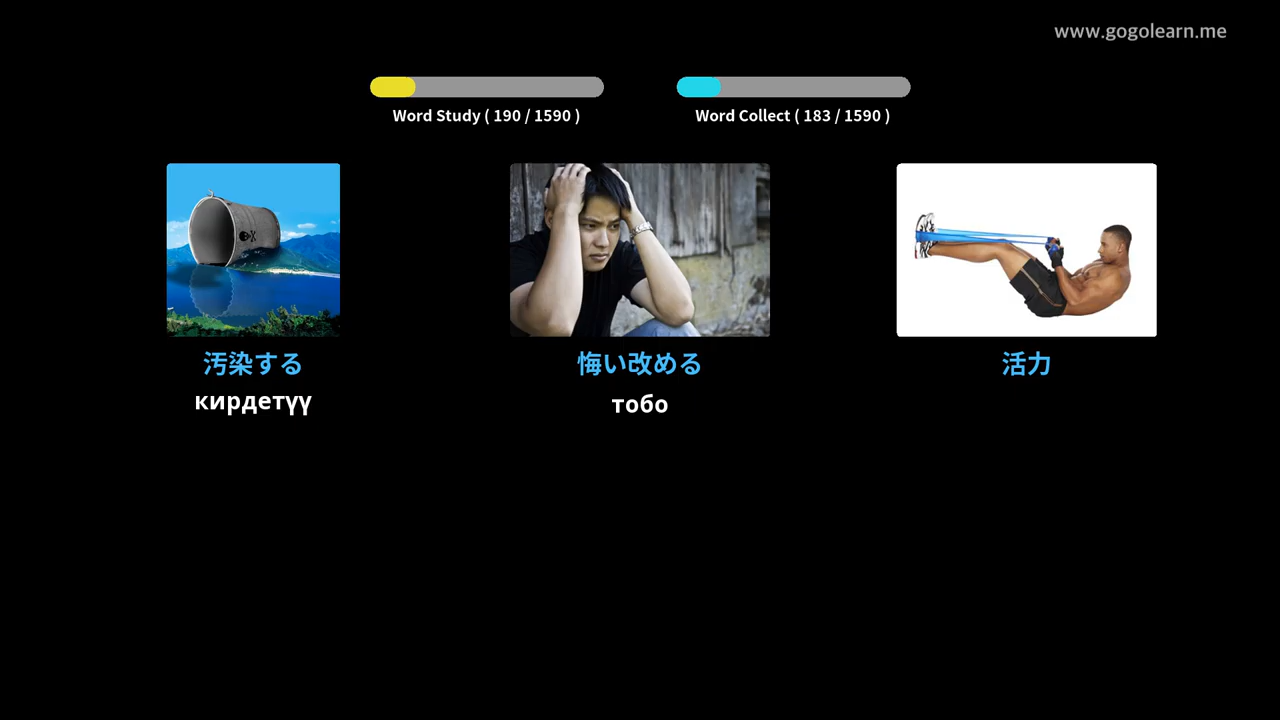 www.gogolearn.me
Word Study ( 190 / 1590 )
Word Collect ( 183 / 1590 )
汚染する
悔い改める
活力
кирдетүү
тобо